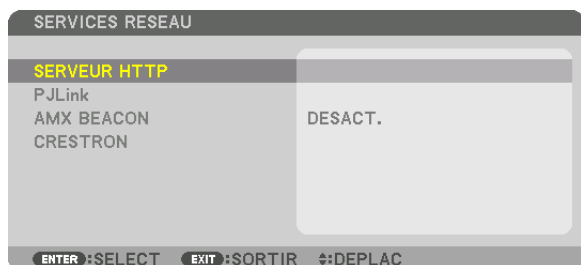 SERVICES RESEAU
SERVEUR HTTP
PJLink
AMX BEACON DESACT.
CRESTRON
ENTER :SELECT EXIT :SORTIR ♦:DEPLAC